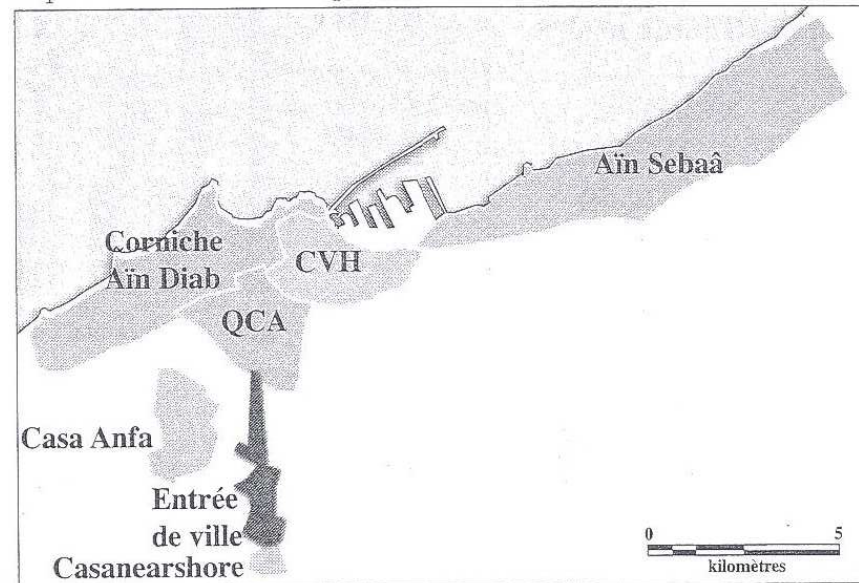 Aïn Sebaâ
Corniche
Aïn Diab
CVH
QCA
Casa Anfa
Entrée
de ville
Casanearshore
0 5
kilomètres